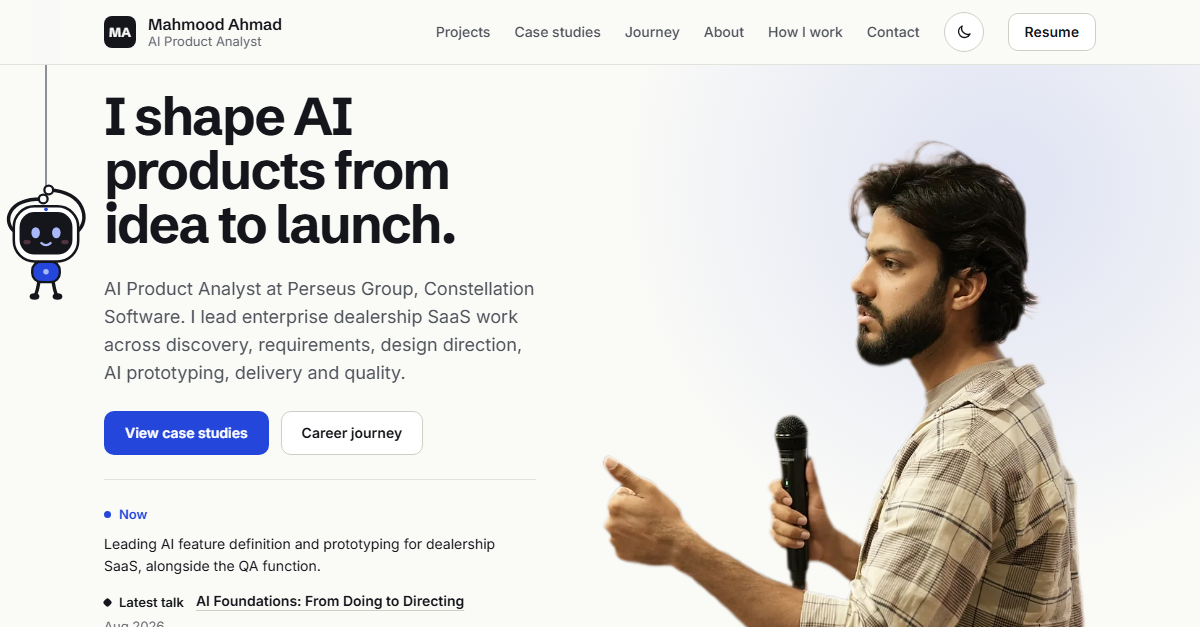 MA
Mahmood Ahmad
AI Product Analyst
Projects
Case studies
Journey
About
How I work
Contact
Resume
I shape AI
products from
idea to launch.
AI Product Analyst at Perseus Group, Constellation
Software. I lead enterprise dealership SaaS work
across discovery, requirements, design direction,
AI prototyping, delivery and quality.
View case studies
Career journey
Now
Leading AI feature definition and prototyping for dealership
SaaS, alongside the QA function.
Latest talk
AI Foundations: From Doing to Directing
Aug 2026